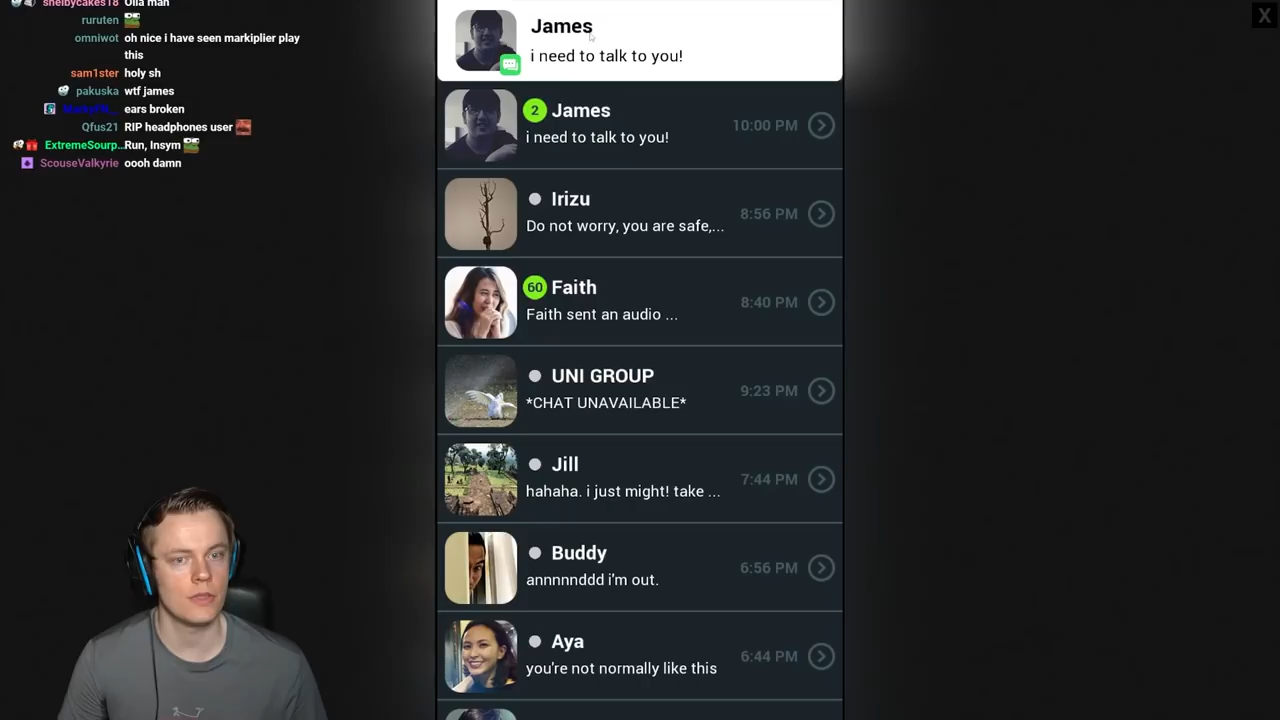 shelbycakes18 Olla man
ruruten
omniwot oh nice i have seen markiplier play
this
sam1ster holy sh
pakuska wtf james
ears broken
Qfus21 RIP headphones user
ExtremeSourp... Run, Insym
ScouseValkyrie oooh damn
X
James
i need to talk to you!
2 James
10:00 PM
i need to talk to you!
Irizu
8:56 PM
Do not worry, you are safe,...
60 Faith
8:40 PM
Faith sent an audio ...
UNI GROUP
9:23 PM
*CHAT UNAVAILABLE*
Jill
7:44 PM
hahaha. i just might! take ...
Buddy
6:56 PM
annnnnddd i'm out.
Aya
6:44 PM
you're not normally like this